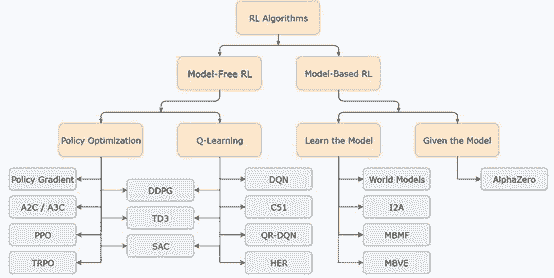 RL Algorithms
Model-Free RL
Model-Based RL
Policy Optimization
Q-Learning
Learn the Model
Given the Model
Policy Gradient
DDPG
DQN
World Models
AlphaZero
A2C / A3C
TD3
C51
I2A
PPO
SAC
QR-DQN
MBMF
TRPO
HER
MBVE